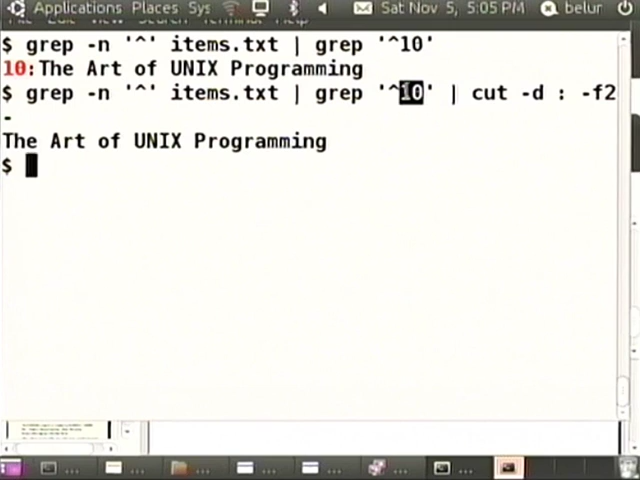 Applications Places Sys Sat Nov 5, 5:05 PM belur
$ grep -n '^' items.txt | grep '^10'
10:The Art of UNIX Programming
$ grep -n '^' items.txt | grep '^10' | cut -d : -f2
-
The Art of UNIX Programming
$